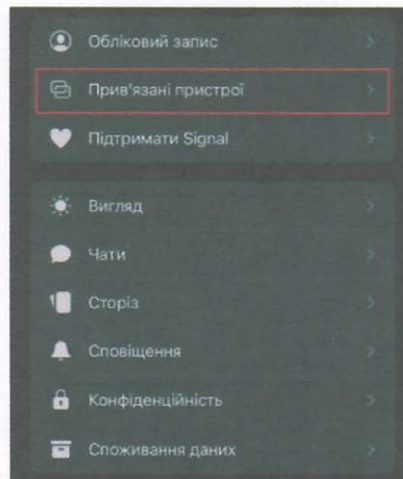 Обліковий запис
Прив'язані пристрої
Підтримати Signal
Вигляд
Чати
Сторіз
Сповіщення
Конфіденційність
Споживання даних